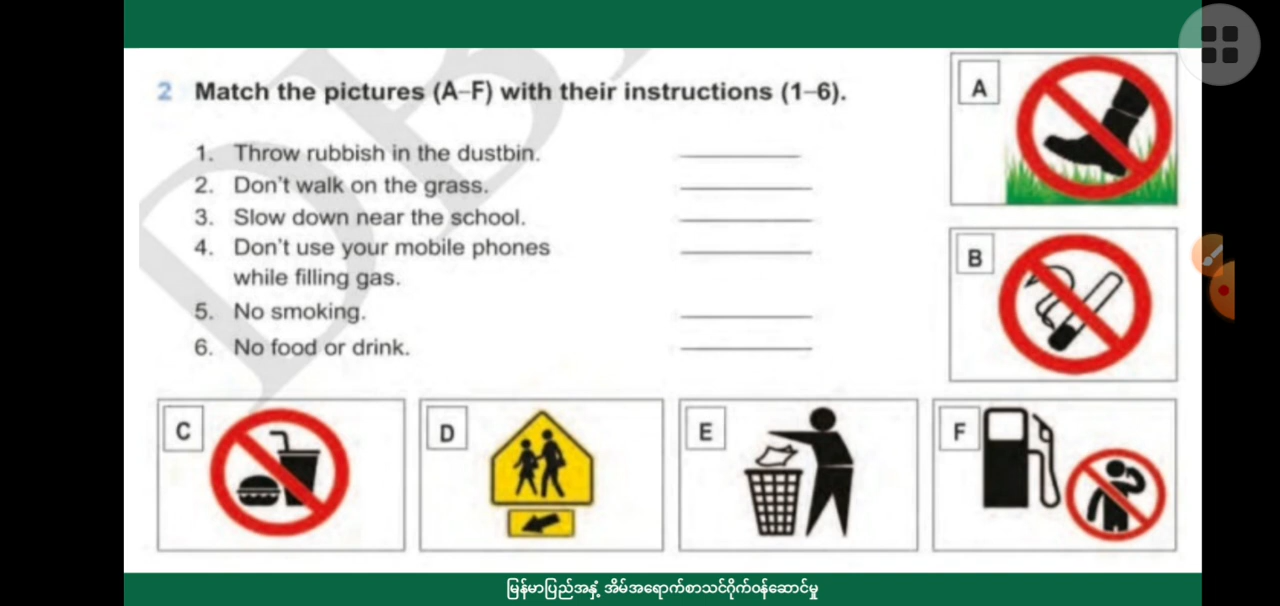 2 Match the pictures (A–F) with their instructions (1–6).
1. Throw rubbish in the dustbin.
2. Don't walk on the grass.
3. Slow down near the school.
4. Don't use your mobile phones
while filling gas.
5. No smoking.
6. No food or drink.
A
B
C
D
E
F
မြန်မာပြည်အနှံ့ အိမ်အရောက်စာသင်ဂိုက်ဝန်ဆောင်မှု